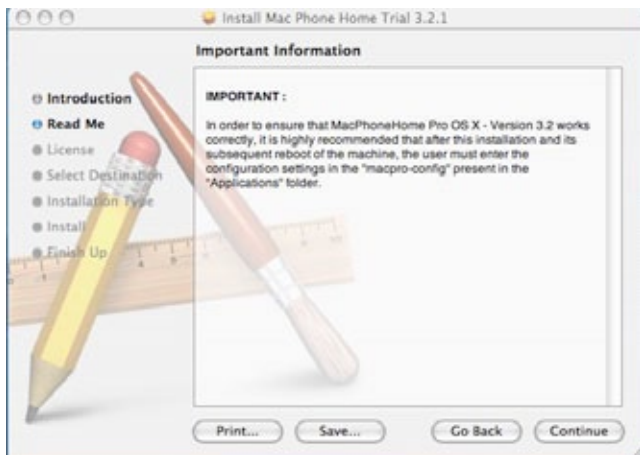 Install Mac Phone Home Trial 3.2.1
Important Information
Introduction
Read Me
License
Select Destination
Installation Type
Install
Finish Up
IMPORTANT :
In order to ensure that MacPhoneHome Pro OS X - Version 3.2 works
correctly, it is highly recommended that after this installation and its
subsequent reboot of the machine, the user must enter the
configuration settings in the "macpro-config" present in the
"Applications" folder.
Print...
Save...
Go Back
Continue